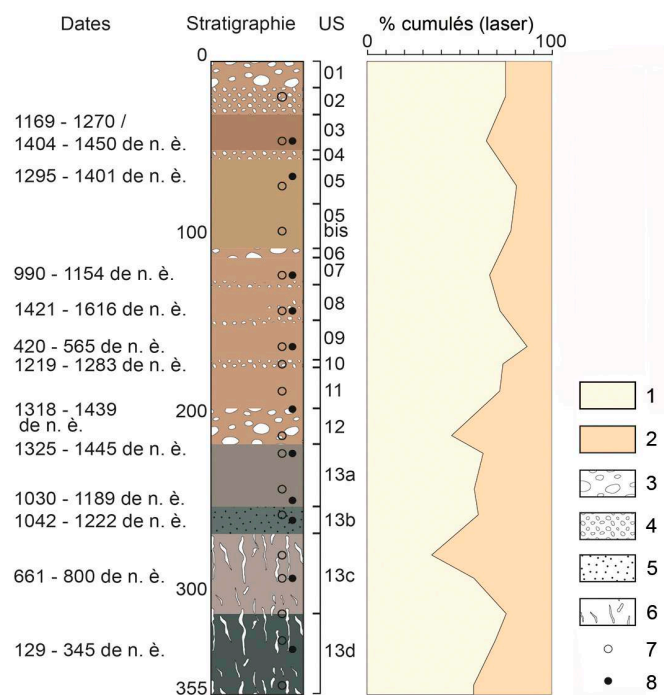 Dates Stratigraphie US % cumulés (laser)
0 0 100
01
02
1169 - 1270 /
03
1404 - 1450 de n. è.
04
1295 - 1401 de n. è.
05
05
bis
100
06
990 - 1154 de n. è. 07
1421 - 1616 de n. è. 08
420 - 565 de n. è. 09
1219 - 1283 de n. è. 10
11
1 1
1318 - 1439
200
de n. è. 12
2
1325 - 1445 de n. è.
13a
3
1030 - 1189 de n. è.
1042 - 1222 de n. è. 13b
4
5
661 - 800 de n. è. 13c
300
6
129 - 345 de n. è. 13d
7
355 8